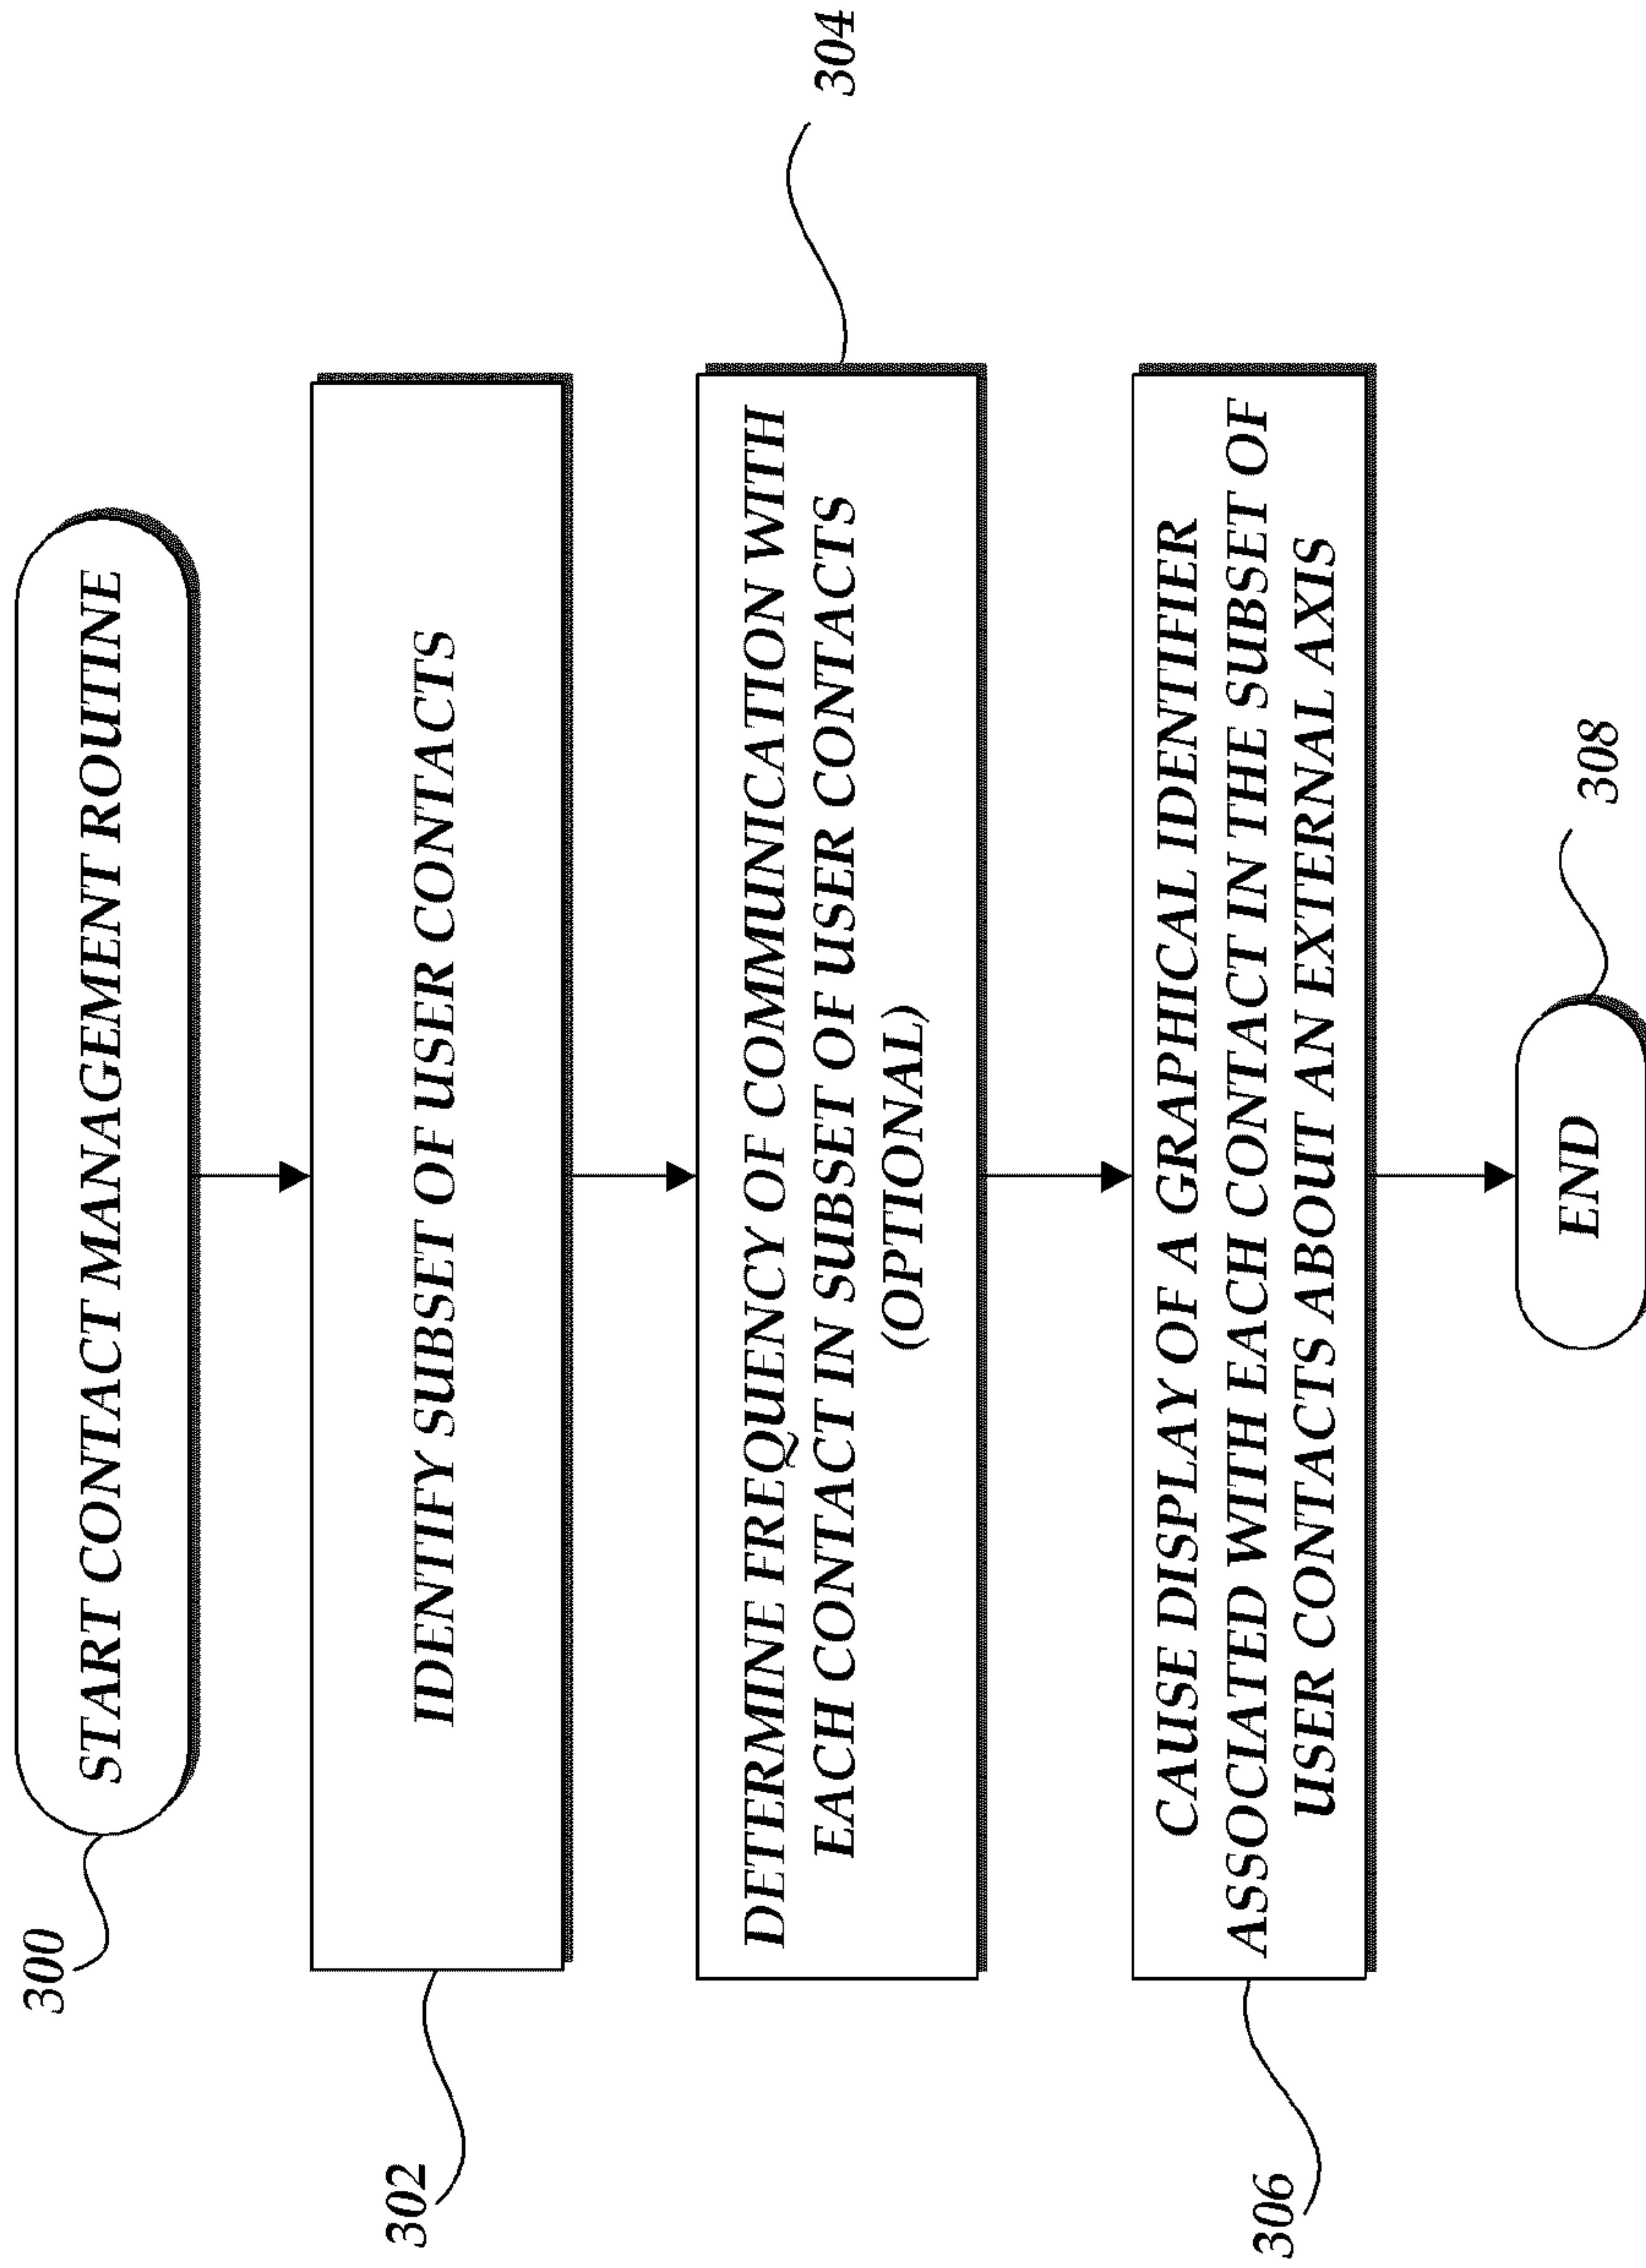 300
START CONTACT MANAGEMENT ROUTINE
302
IDENTIFY SUBSET OF USER CONTACTS
DETERMINE FREQUIENCY OF COMMUNICATION WITH
EACH CONTACT IN SUBSET OF USER CONTACTS
(OPTIONAL)
304
306
CAUSE DISPLAY OF A GRAPHICAL IDENTIFIER
ASSOCIATED WITH EACH CONTACT IN THE SUBSET OF
USER CONTACTS ABOUT AN EXTERNAL AXIS
END
308